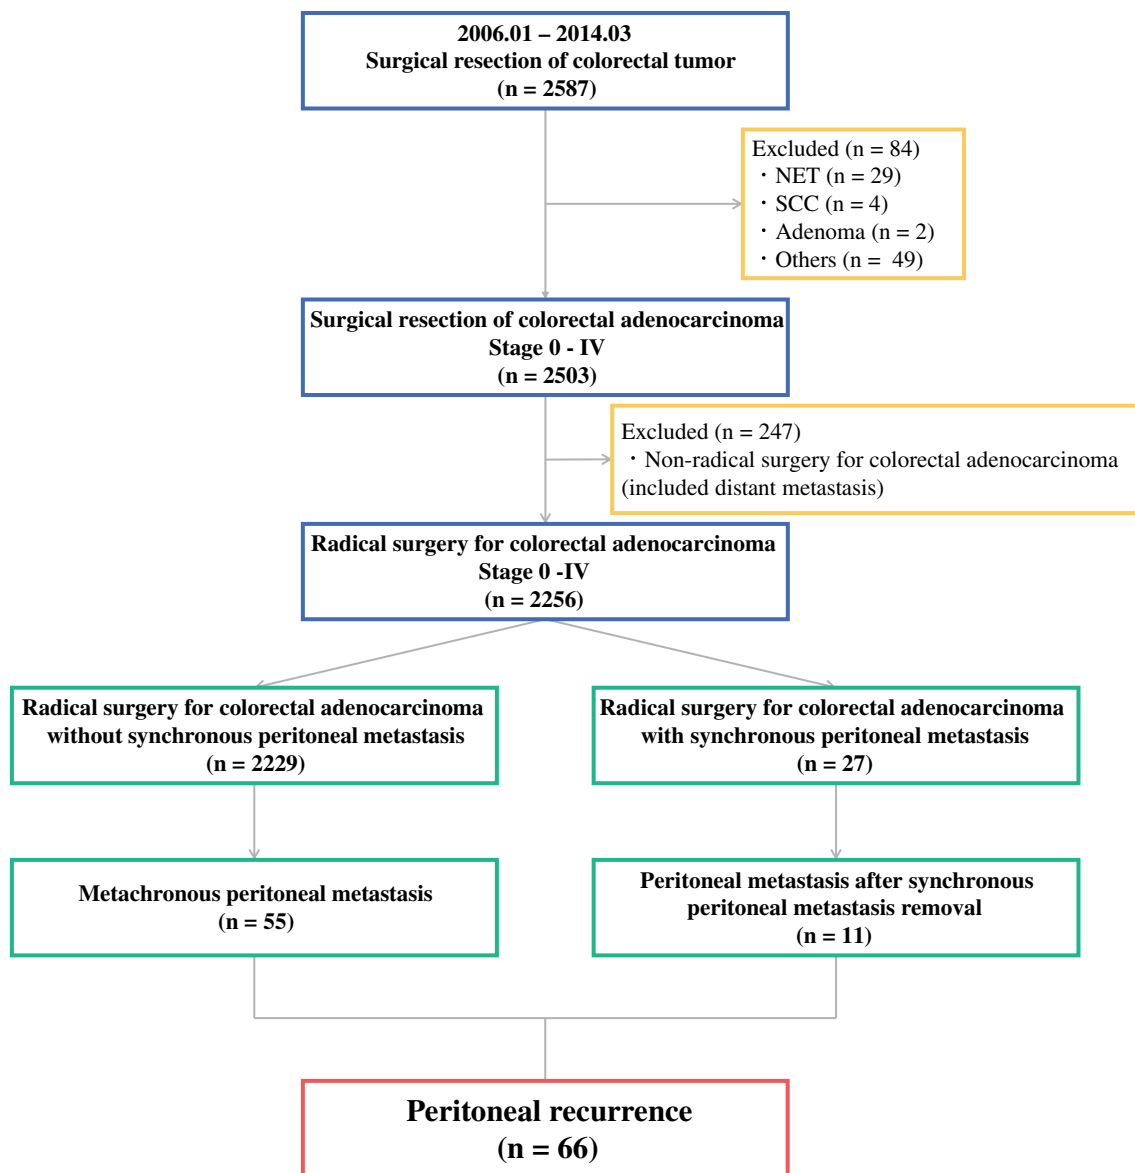 2006.01 – 2014.03
Surgical resection of colorectal tumor
(n = 2587)
Excluded (n = 84)
・NET (n = 29)
・SCC (n = 4)
・Adenoma (n = 2)
・Others (n =  49)
Surgical resection of colorectal adenocarcinoma
Stage 0 - IV
(n = 2503)
Excluded (n = 247)
・Non-radical surgery for colorectal adenocarcinoma
(included distant metastasis)
Radical surgery for colorectal adenocarcinoma
Stage 0 -IV
(n = 2256)
Radical surgery for colorectal adenocarcinoma
without synchronous peritoneal metastasis
(n = 2229)
Radical surgery for colorectal adenocarcinoma
with synchronous peritoneal metastasis
(n = 27)
Metachronous peritoneal metastasis
(n = 55)
Peritoneal metastasis after synchronous
peritoneal metastasis removal
(n = 11)
Peritoneal recurrence
(n = 66)